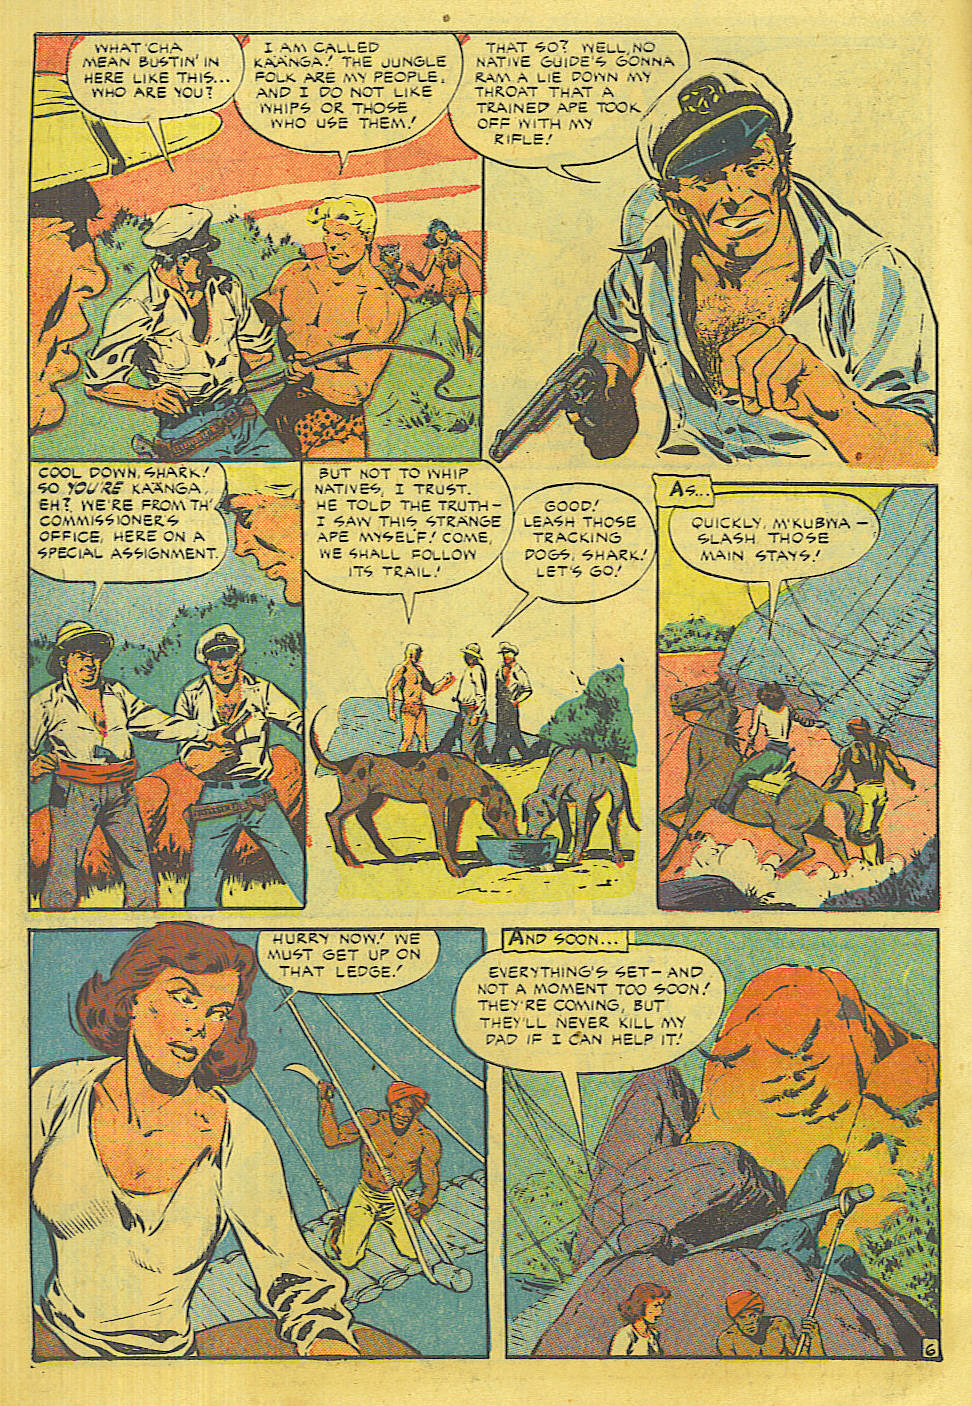 WHAT 'CHA
MEAN BUSTIN' IN
HERE LIKE THIS...
WHO ARE YOU?
I AM CALLED
KAÄNGA! THE JUNGLE
FOLK ARE MY PEOPLE,
AND I DO NOT LIKE
WHIPS OR THOSE
WHO USE THEM!
THAT SO? WELL, NO
NATIVE GUIDE'S GONNA
RAM A LIE DOWN MY
THROAT THAT A
TRAINED APE TOOK
OFF WITH MY
RIFLE!
COOL DOWN, SHARK!
SO YOU'RE KAÄNGA,
EH? WE'RE FROM TH'
COMMISSIONER'S
OFFICE, HERE ON A
SPECIAL ASSIGNMENT.
BUT NOT TO WHIP
NATIVES, I TRUST.
HE TOLD THE TRUTH—
I SAW THIS STRANGE
APE MYSELF! COME,
WE SHALL FOLLOW
ITS TRAIL!
GOOD!
LEASH THOSE
TRACKING
DOGS, SHARK!
LET'S GO!
AS...
QUICKLY, M'KUBWA—
SLASH THOSE
MAIN STAYS!
HURRY NOW! WE
MUST GET UP ON
THAT LEDGE!
AND SOON...
EVERYTHING'S SET—AND
NOT A MOMENT TOO SOON!
THEY'RE COMING, BUT
THEY'LL NEVER KILL MY
DAD IF I CAN HELP IT!
6